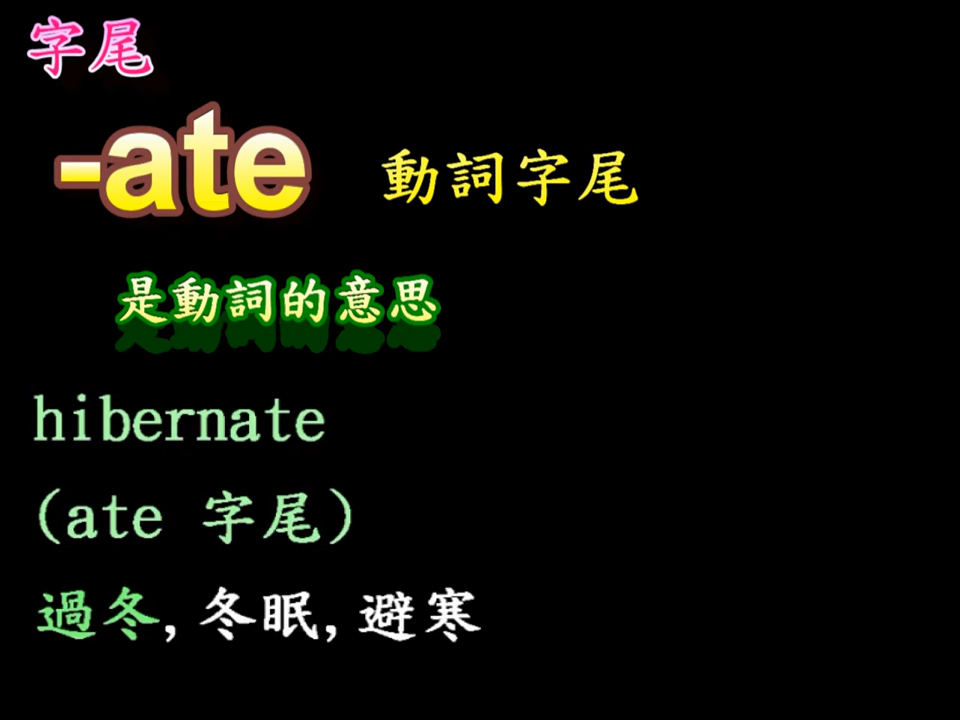 字尾
-ate 動詞字尾
是動詞的意思
hibernate
(ate 字尾)
過冬,冬眠,避寒